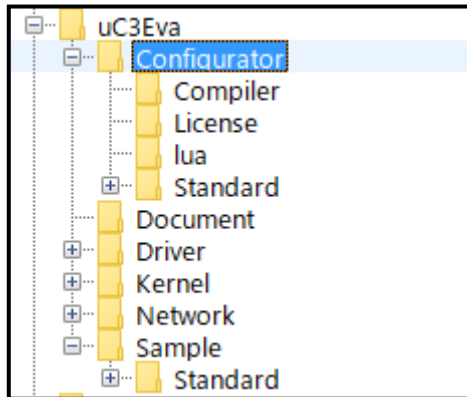 uC3Eva
Configurator
Compiler
License
lua
Standard
Document
Driver
Kernel
Network
Sample
Standard